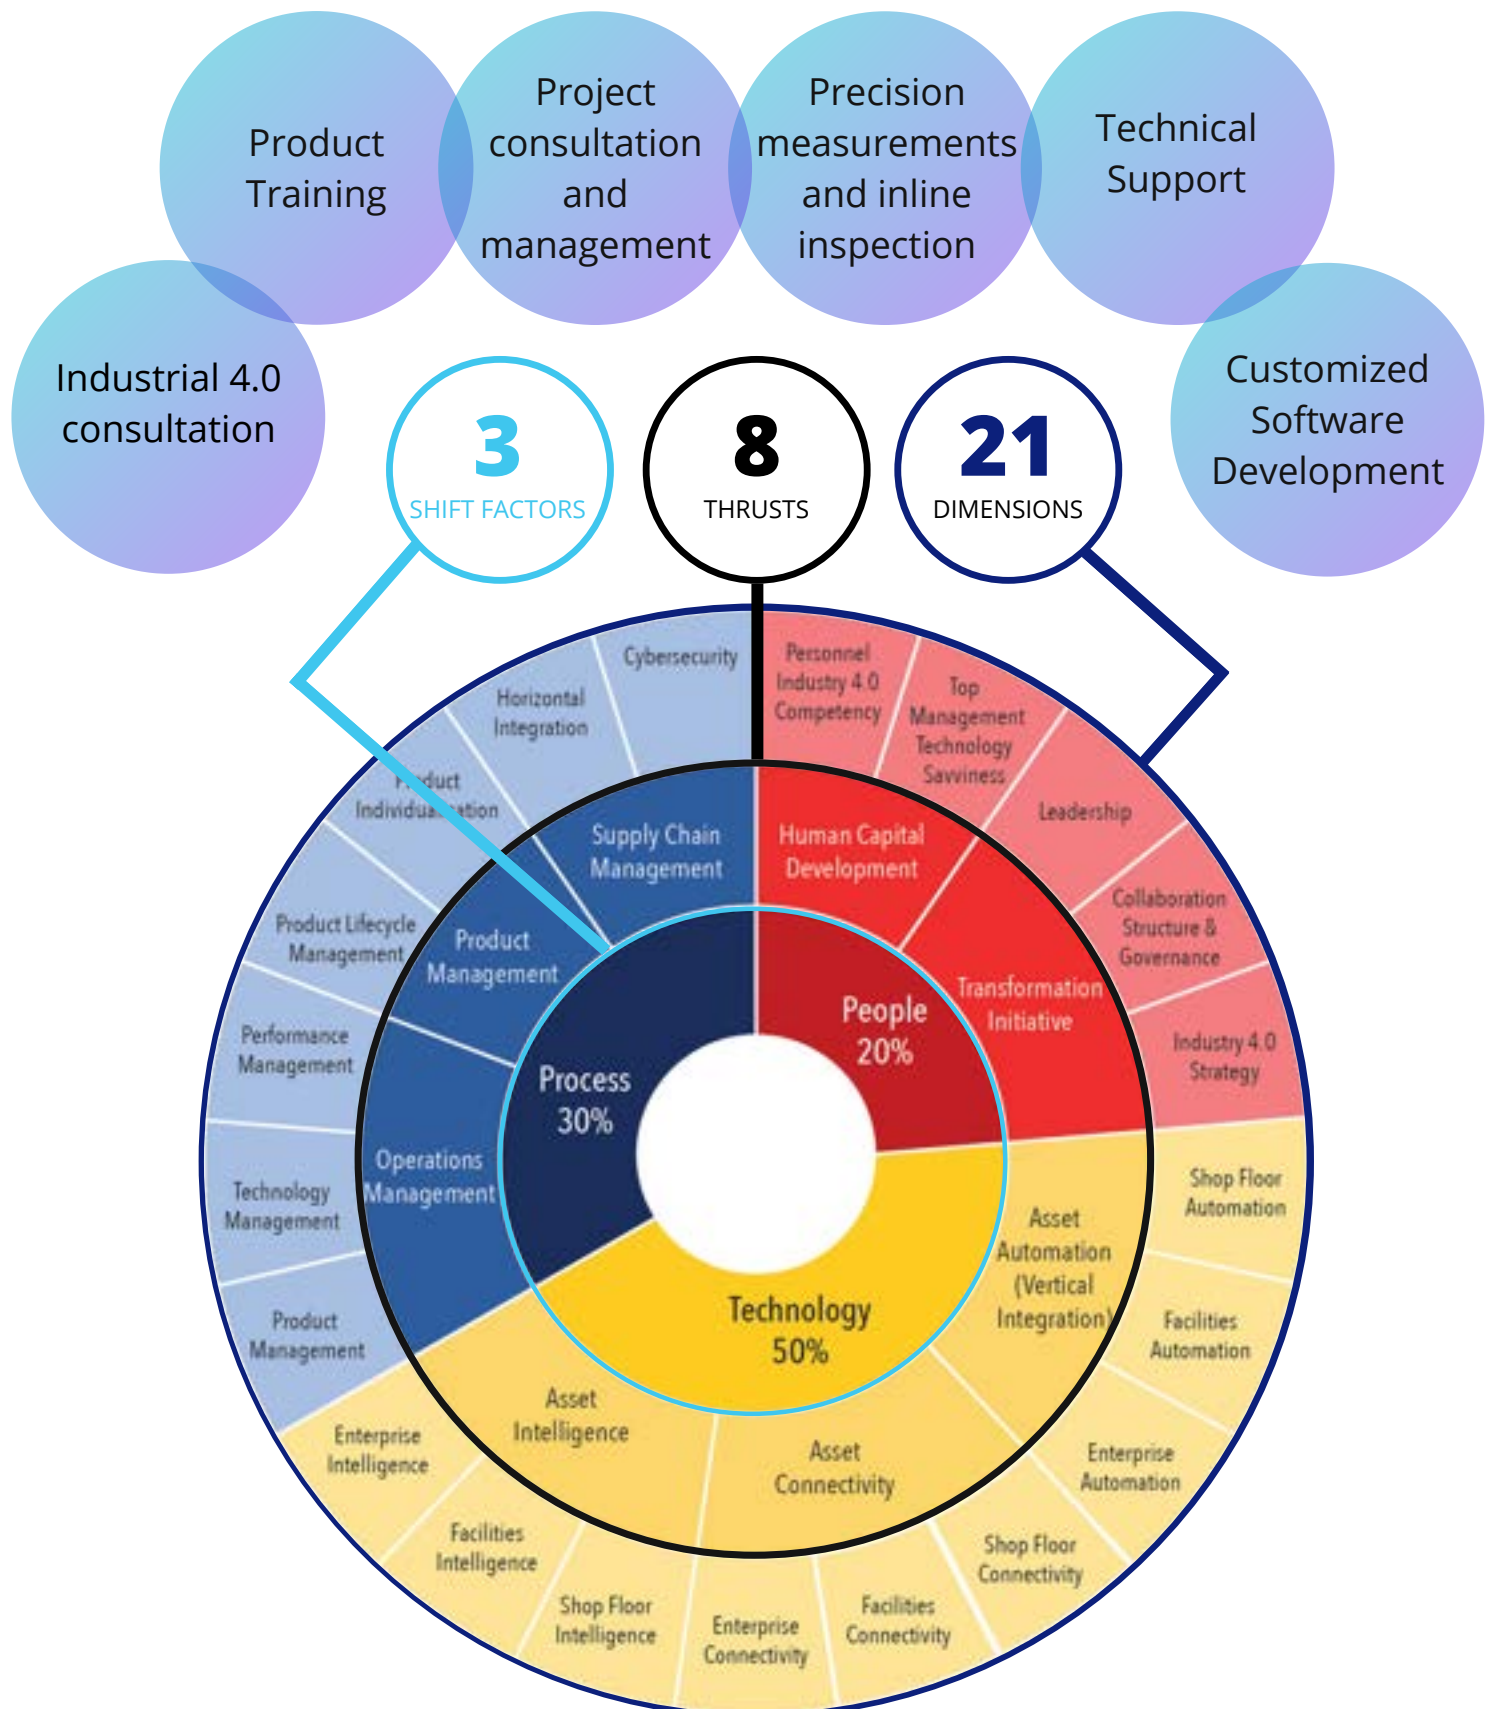 Product
Training
Project
consultation
and
management
Precision
measurements
and inline
inspection
Technical
Support
Industrial 4.0
consultation
Customized
Software
Development
3
SHIFT FACTORS
8
THRUSTS
21
DIMENSIONS
Cybersecurity
Horizontal
Integration
Product
Individualisation
Product Lifecycle
Management
Performance
Management
Technology
Management
Product
Management
Personnel
Industry 4.0
Competency
Top
Management
Technology
Savviness
Leadership
Collaboration
Structure &
Governance
Industry 4.0
Strategy
Shop Floor
Automation
Facilities
Automation
Enterprise
Automation
Shop Floor
Connectivity
Facilities
Connectivity
Enterprise
Connectivity
Shop Floor
Intelligence
Facilities
Intelligence
Enterprise
Intelligence
Supply Chain
Management
Product
Management
Operations
Management
Human Capital
Development
Transformation
Initiative
Asset
Automation
(Vertical
Integration)
Asset
Connectivity
Asset
Intelligence
Process
30%
People
20%
Technology
50%